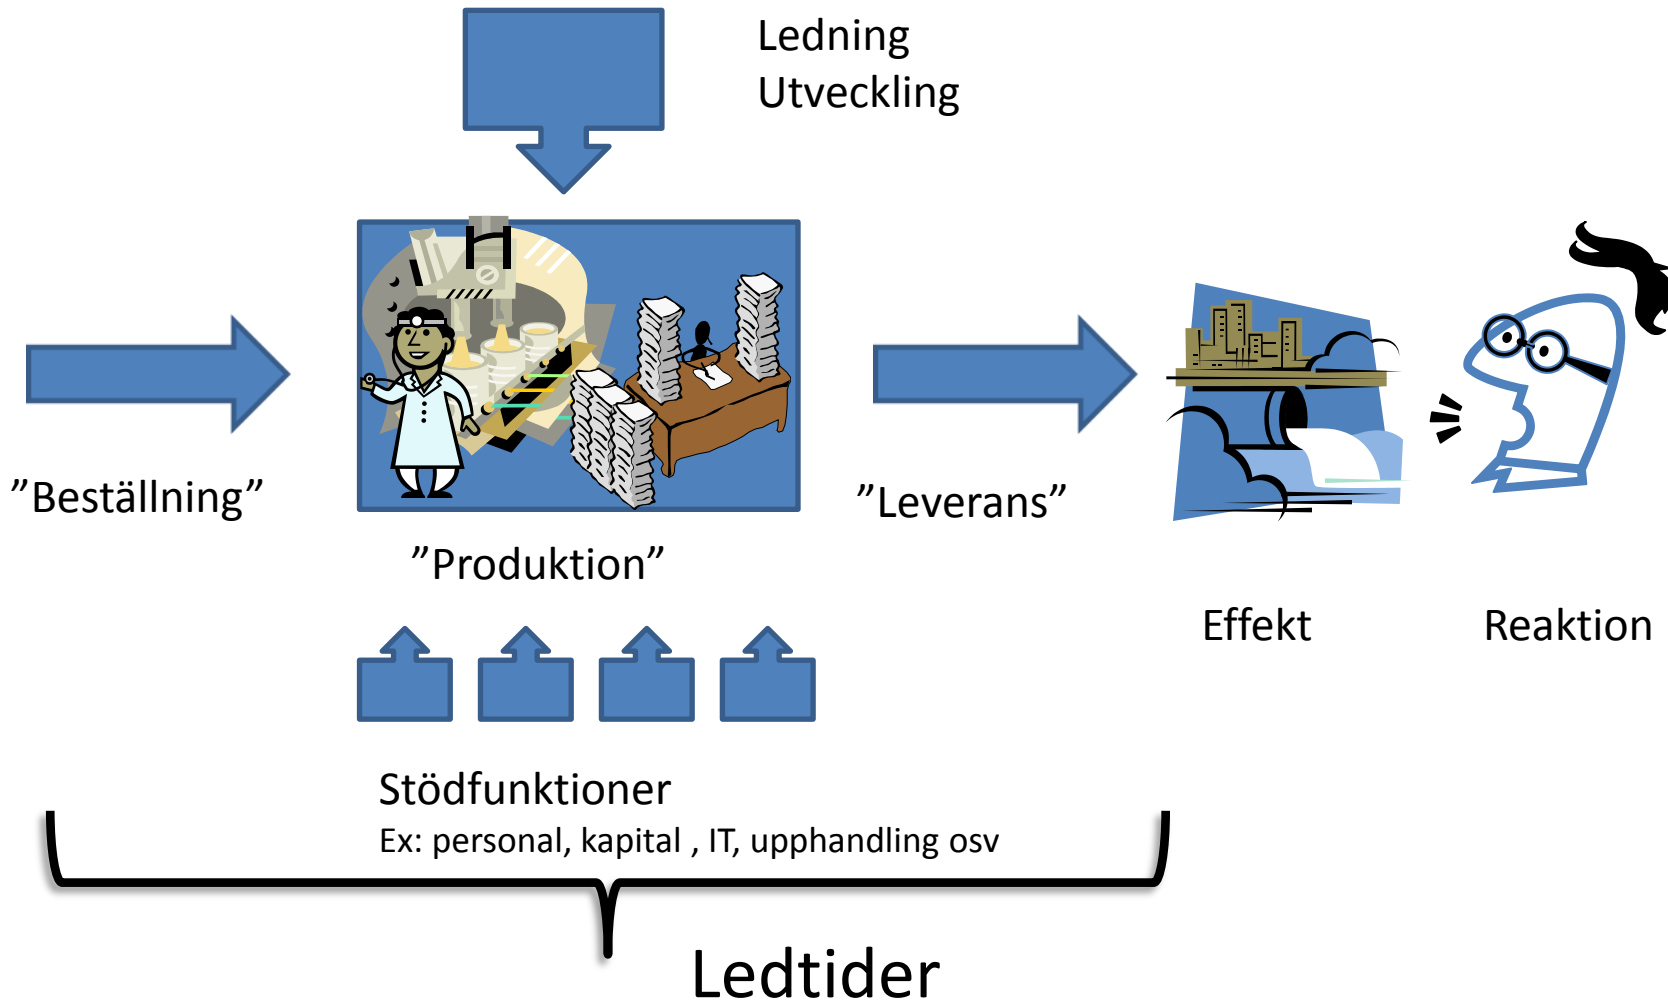 Ledning
Utveckling
”Beställning”
”Produktion”
”Leverans”
Effekt
Reaktion
Stödfunktioner
Ex: personal, kapital , IT, upphandling osv
Ledtider